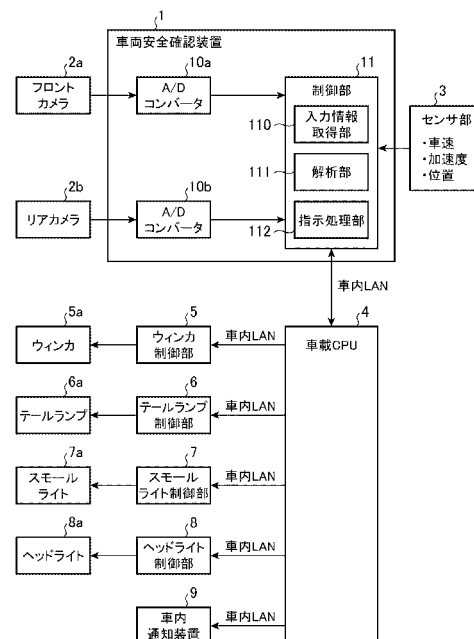 1
車両安全確認装置
2a
フロント
カメラ
10a
A/D
コンバータ
11
制御部
110
入力情報
取得部
111
解析部
112
指示処理部
3
センサ部
・車速
・加速度
・位置
2b
リアカメラ
10b
A/D
コンバータ
車内LAN
4
車載CPU
5a
ウィンカ
5
ウィンカ
制御部
車内LAN
6a
テールランプ
6
テールランプ
制御部
車内LAN
7a
スモール
ライト
7
スモール
ライト制御部
車内LAN
8a
ヘッドライト
8
ヘッドライト
制御部
車内LAN
9
車内
通知装置
車内LAN